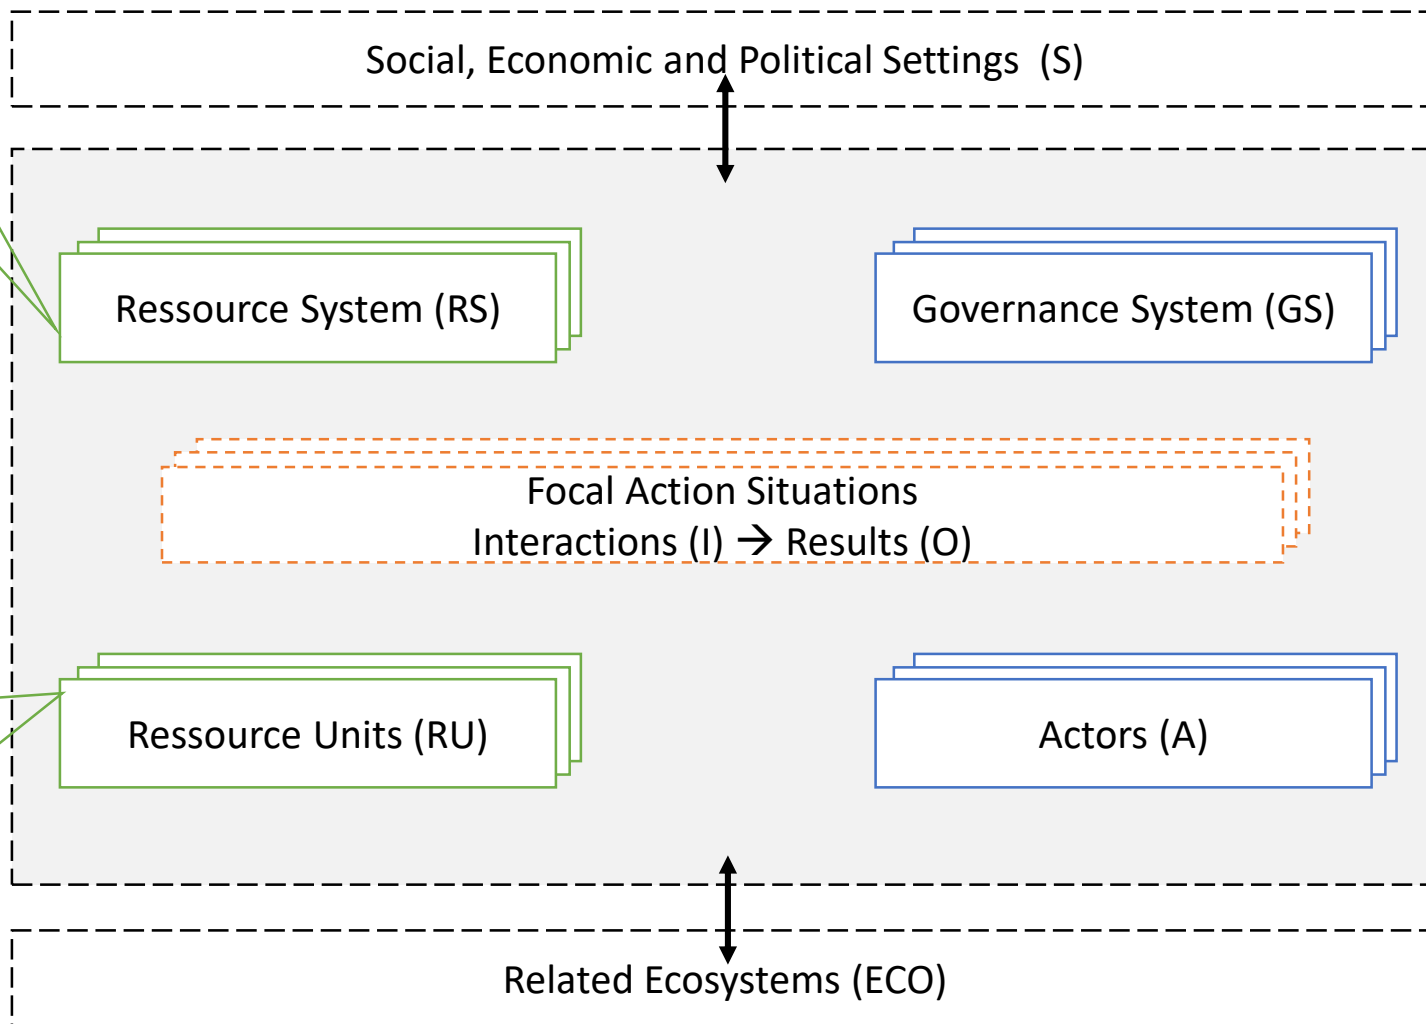 Social, Economic and Political Settings (S)
Ressource System (RS)
Governance System (GS)
Focal Action Situations
Interactions (I) → Results (O)
Ressource Units (RU)
Actors (A)
Related Ecosystems (ECO)